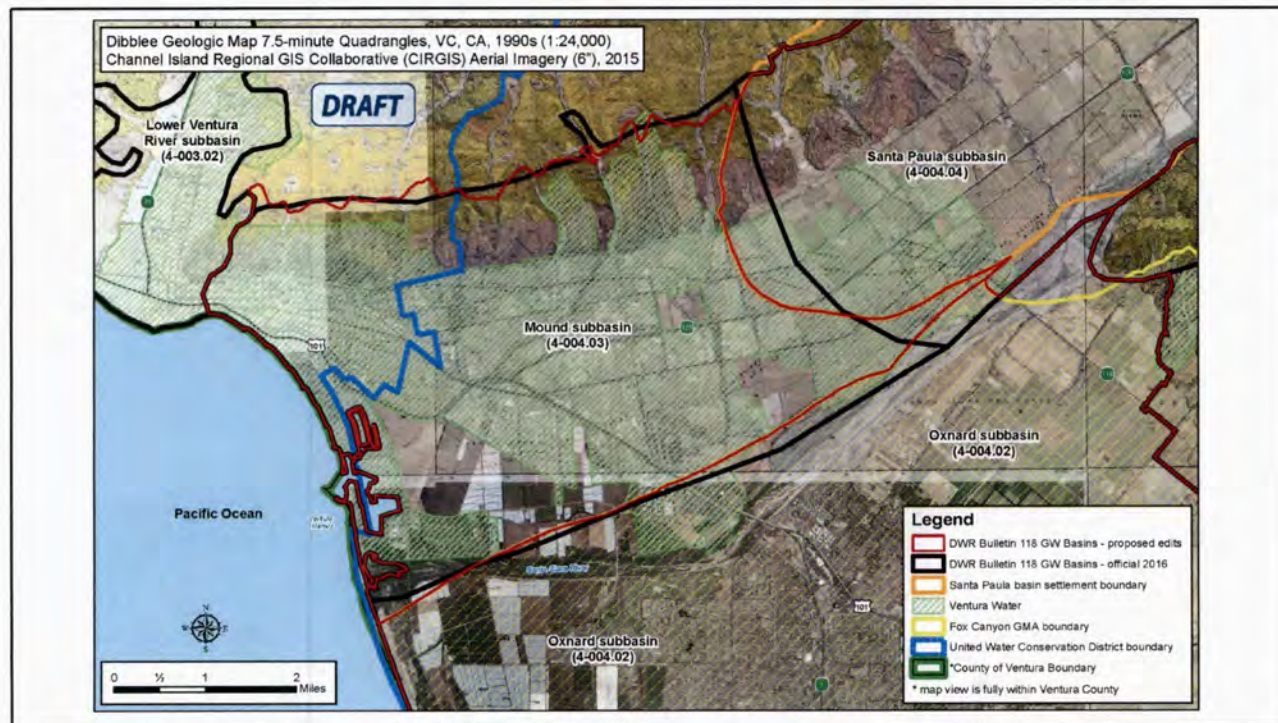 Dibblee Geologic Map 7.5-minute Quadrangles, VC, CA, 1990s (1:24,000)
Channel Island Regional GIS Collaborative (CIRGIS) Aerial Imagery (6"), 2015
DRAFT
Lower Ventura
River subbasin
(4-003.02)
Santa Paula subbasin
(4-004.04)
Mound subbasin
(4-004.03)
101
Oxnard subbasin
(4-004.02)
Pacific Ocean
Santa Clara River
101
Oxnard subbasin
(4-004.02)
N
W
E
S
0
½
1
2
Miles
Legend
DWR Bulletin 118 GW Basins - proposed edits
DWR Bulletin 118 GW Basins - official 2016
Santa Paula basin settlement boundary
Ventura Water
Fox Canyon GMA boundary
United Water Conservation District boundary
*County of Ventura Boundary
* map view is fully within Ventura County